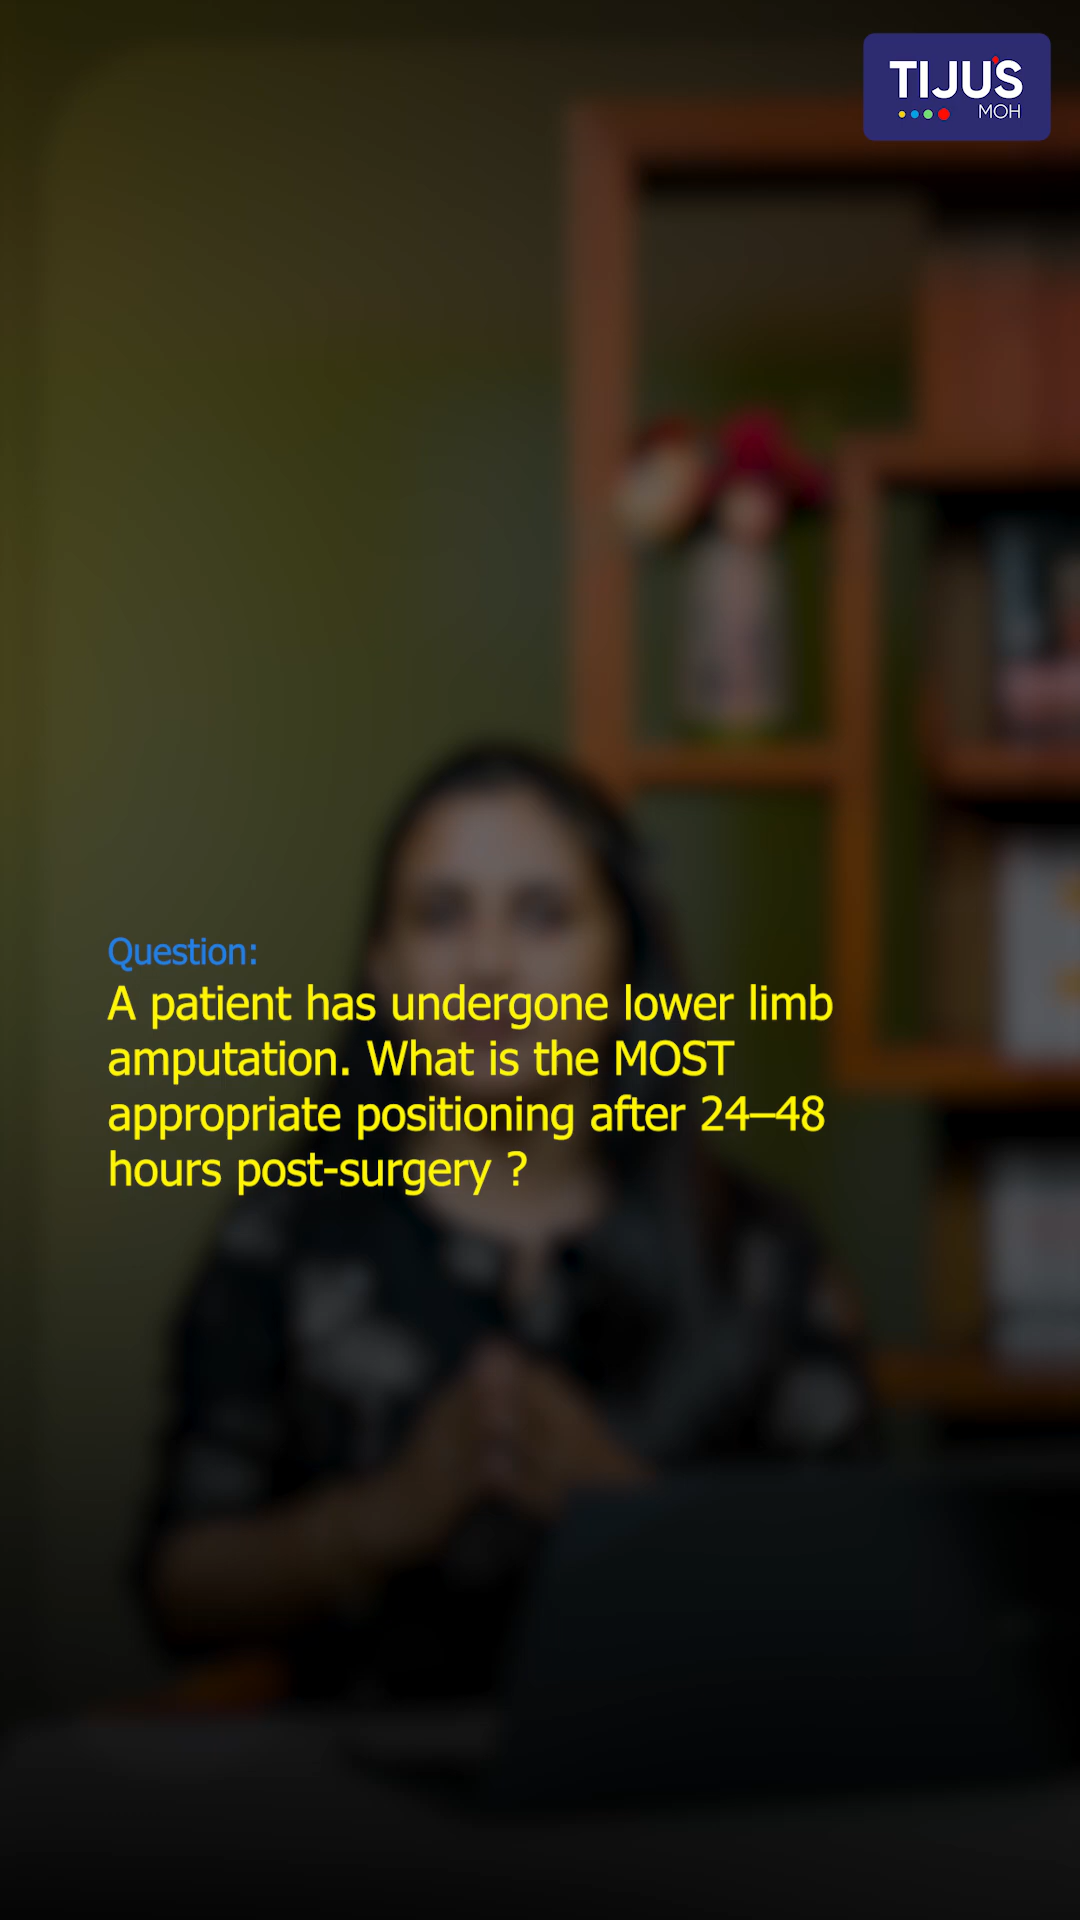 TIJU'S
MOH
Question:
A patient has undergone lower limb
amputation. What is the MOST
appropriate positioning after 24–48
hours post-surgery ?